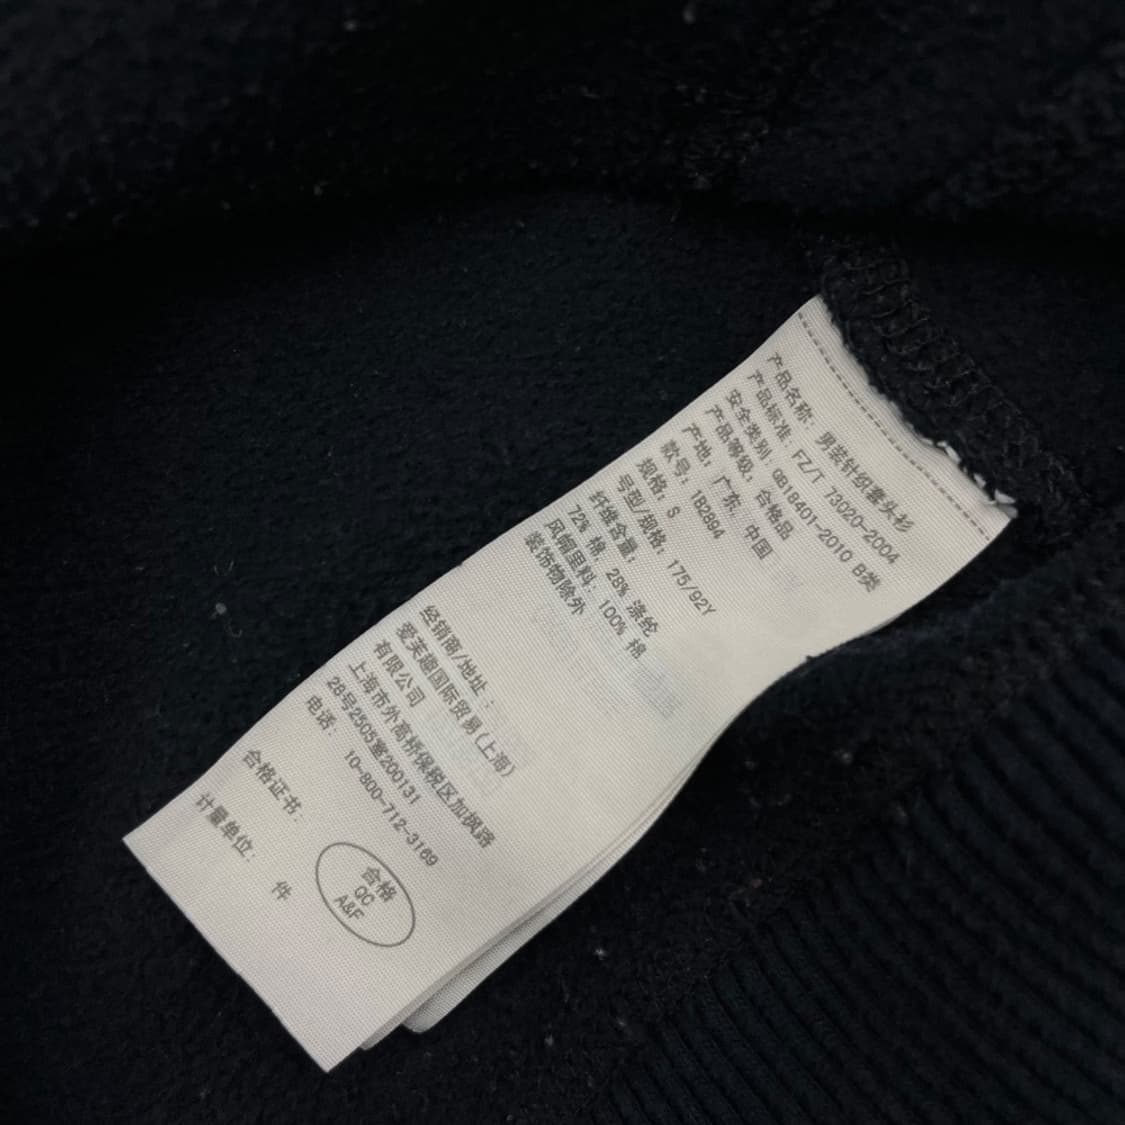 产品名称: 男装针织套头衫
产品标准: FZ/T 73020-2004
安全类别: GB18401-2010 B类
产品等级: 合格品
产地: 广东, 中国
款号: 182894
规格: S
号型/规格: 175/92Y
纤维含量:
72% 棉, 28% 涤纶
风帽里料: 100% 棉
装饰物除外
经销商/地址:
爱芙趣国际贸易(上海)
有限公司
上海市外高桥保税区加枫路
28号2505室200131
电话: 10-800-712-3169
合格证书:
合格
QC
A&F
计量单位: 件